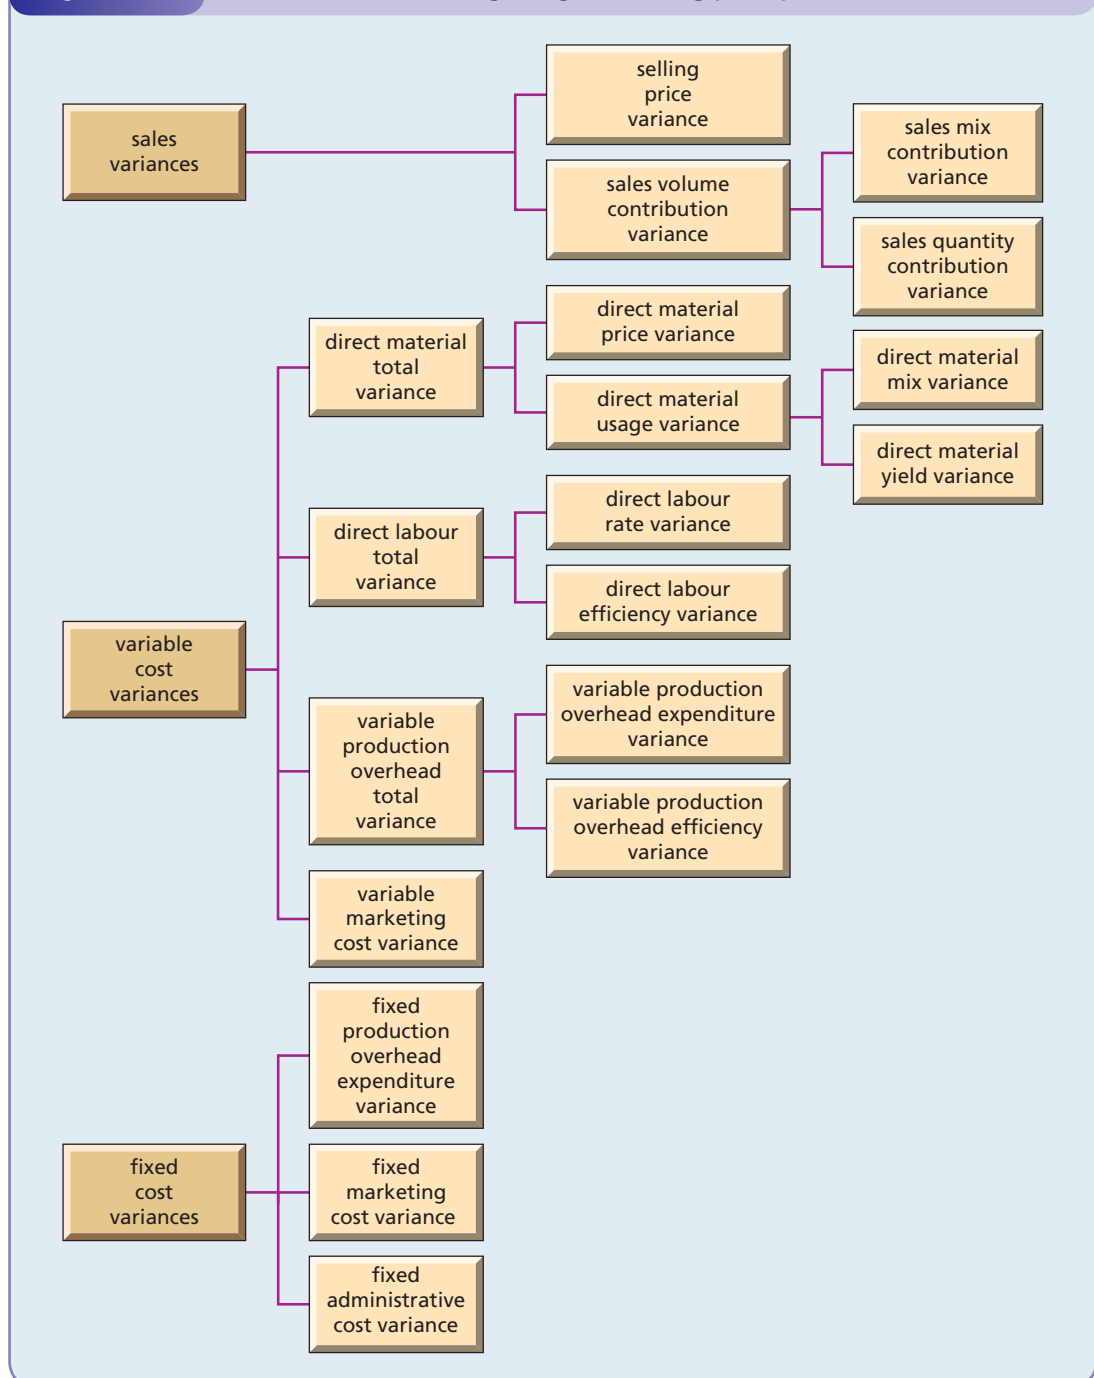 selling
price
variance
sales
variances
sales mix
contribution
variance
sales volume
contribution
variance
sales quantity
contribution
variance
direct material
price variance
direct material
total
variance
direct material
mix variance
direct material
usage variance
direct material
yield variance
direct labour
rate variance
direct labour
total
variance
direct labour
efficiency variance
variable
cost
variances
variable production
overhead expenditure
variance
variable
production
overhead
total
variance
variable production
overhead efficiency
variance
variable
marketing
cost variance
fixed
production
overhead
expenditure
variance
fixed
cost
variances
fixed
marketing
cost variance
fixed
administrative
cost variance